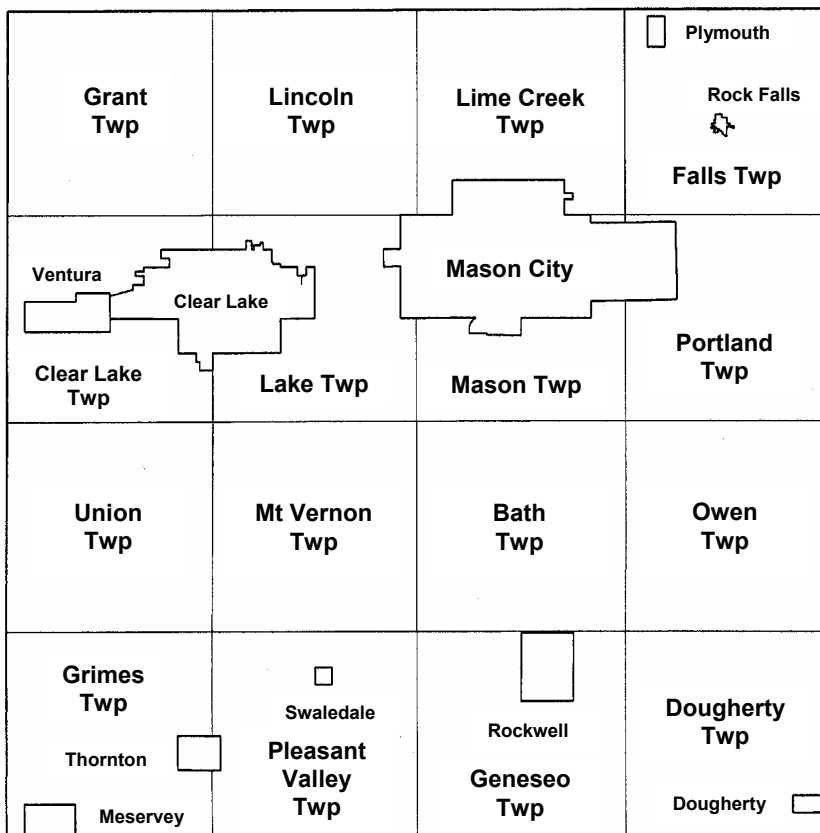 Plymouth
Grant
Twp
Lincoln
Twp
Lime Creek
Twp
Rock Falls
Falls Twp
Ventura
Clear Lake
Mason City
Clear Lake
Twp
Lake Twp
Mason Twp
Portland
Twp
Union
Twp
Mt Vernon
Twp
Bath
Twp
Owen
Twp
Grimes
Twp
Swaledale
Rockwell
Dougherty
Twp
Thornton
Pleasant
Valley
Twp
Geneseo
Twp
Meservey
Dougherty